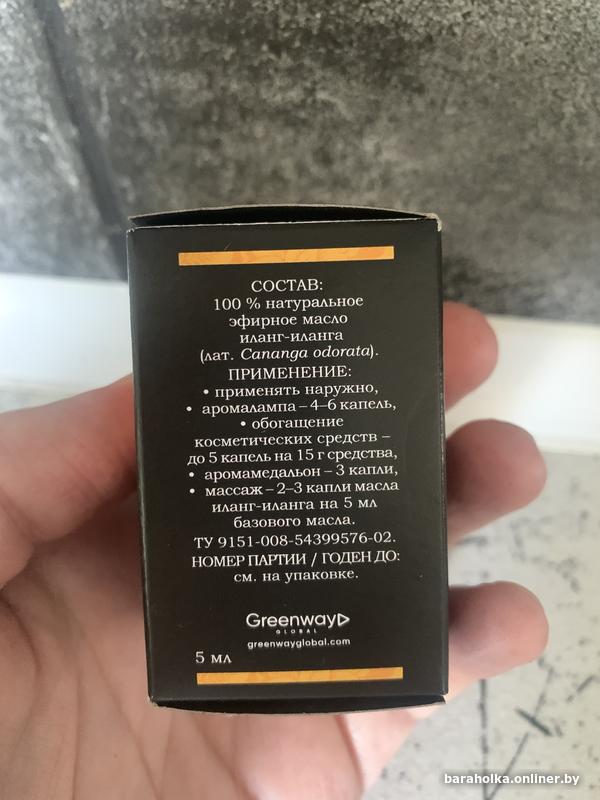 СОСТАВ:
100 % натуральное
эфирное масло
иланг-иланга
(лат. Cananga odorata).
ПРИМЕНЕНИЕ:
• применять наружно,
• аромалампа – 4–6 капель,
• обогащение
косметических средств –
до 5 капель на 15 г средства,
• аромамедальон – 3 капли,
• массаж – 2–3 капли масла
иланг-иланга на 5 мл
базового масла.
ТУ 9151-008-54399576-02.
НОМЕР ПАРТИИ / ГОДЕН ДО:
см. на упаковке.
Greenway
GLOBAL
greenwayglobal.com
5 мл
baraholka.onliner.by